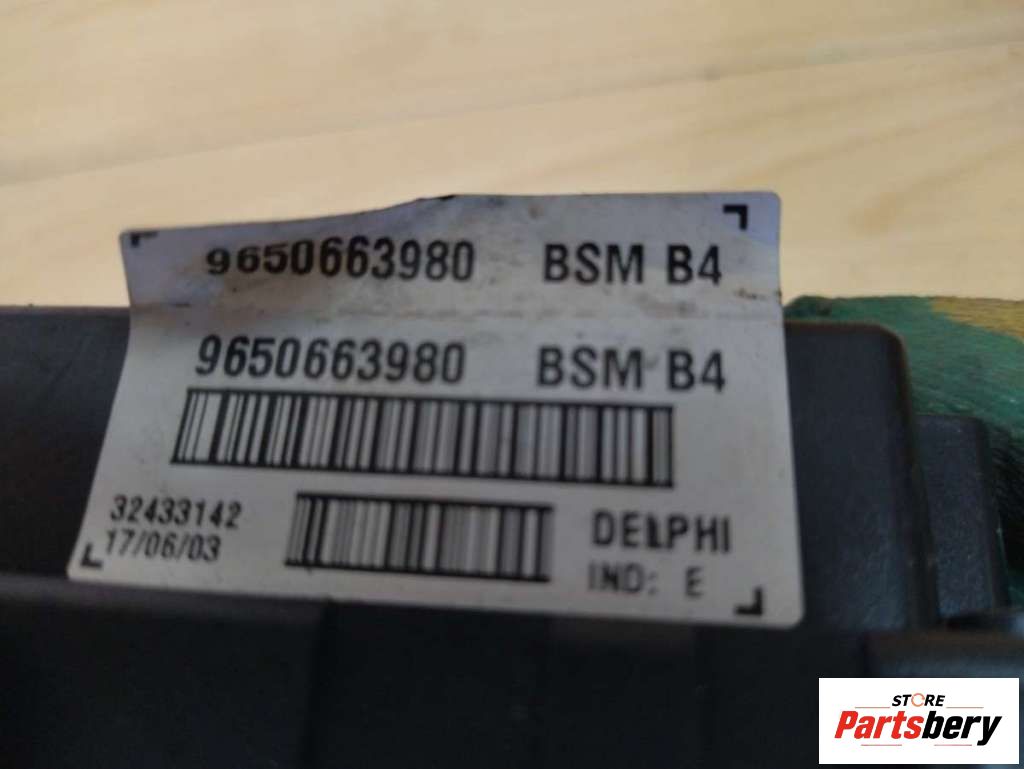 9650663980 BSM B4
9650663980 BSM B4
32433142
17/06/03
DELPHI
IND: E
STORE
Partsbery